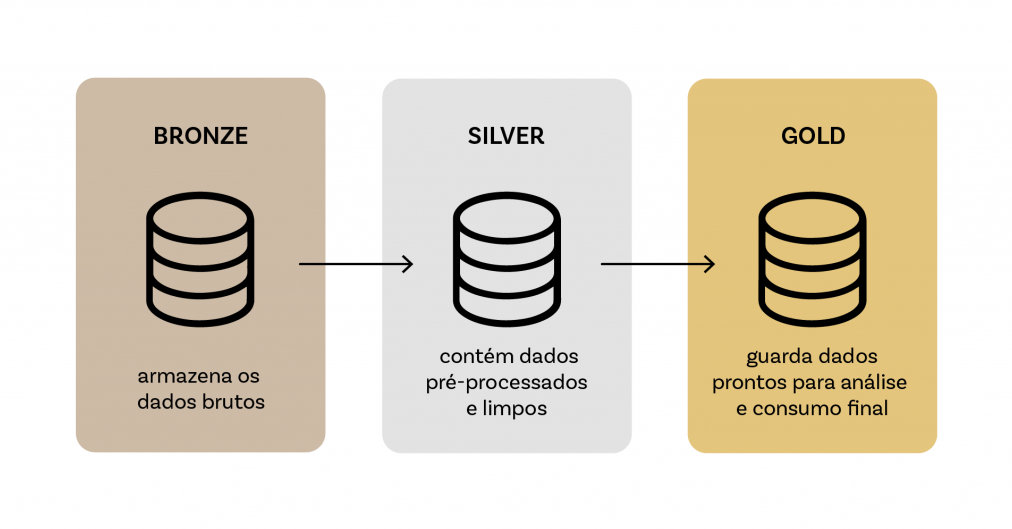 BRONZE
armazena os
dados brutos
SILVER
contém dados
pré-processados
e limpos
GOLD
guarda dados
prontos para análise
e consumo final